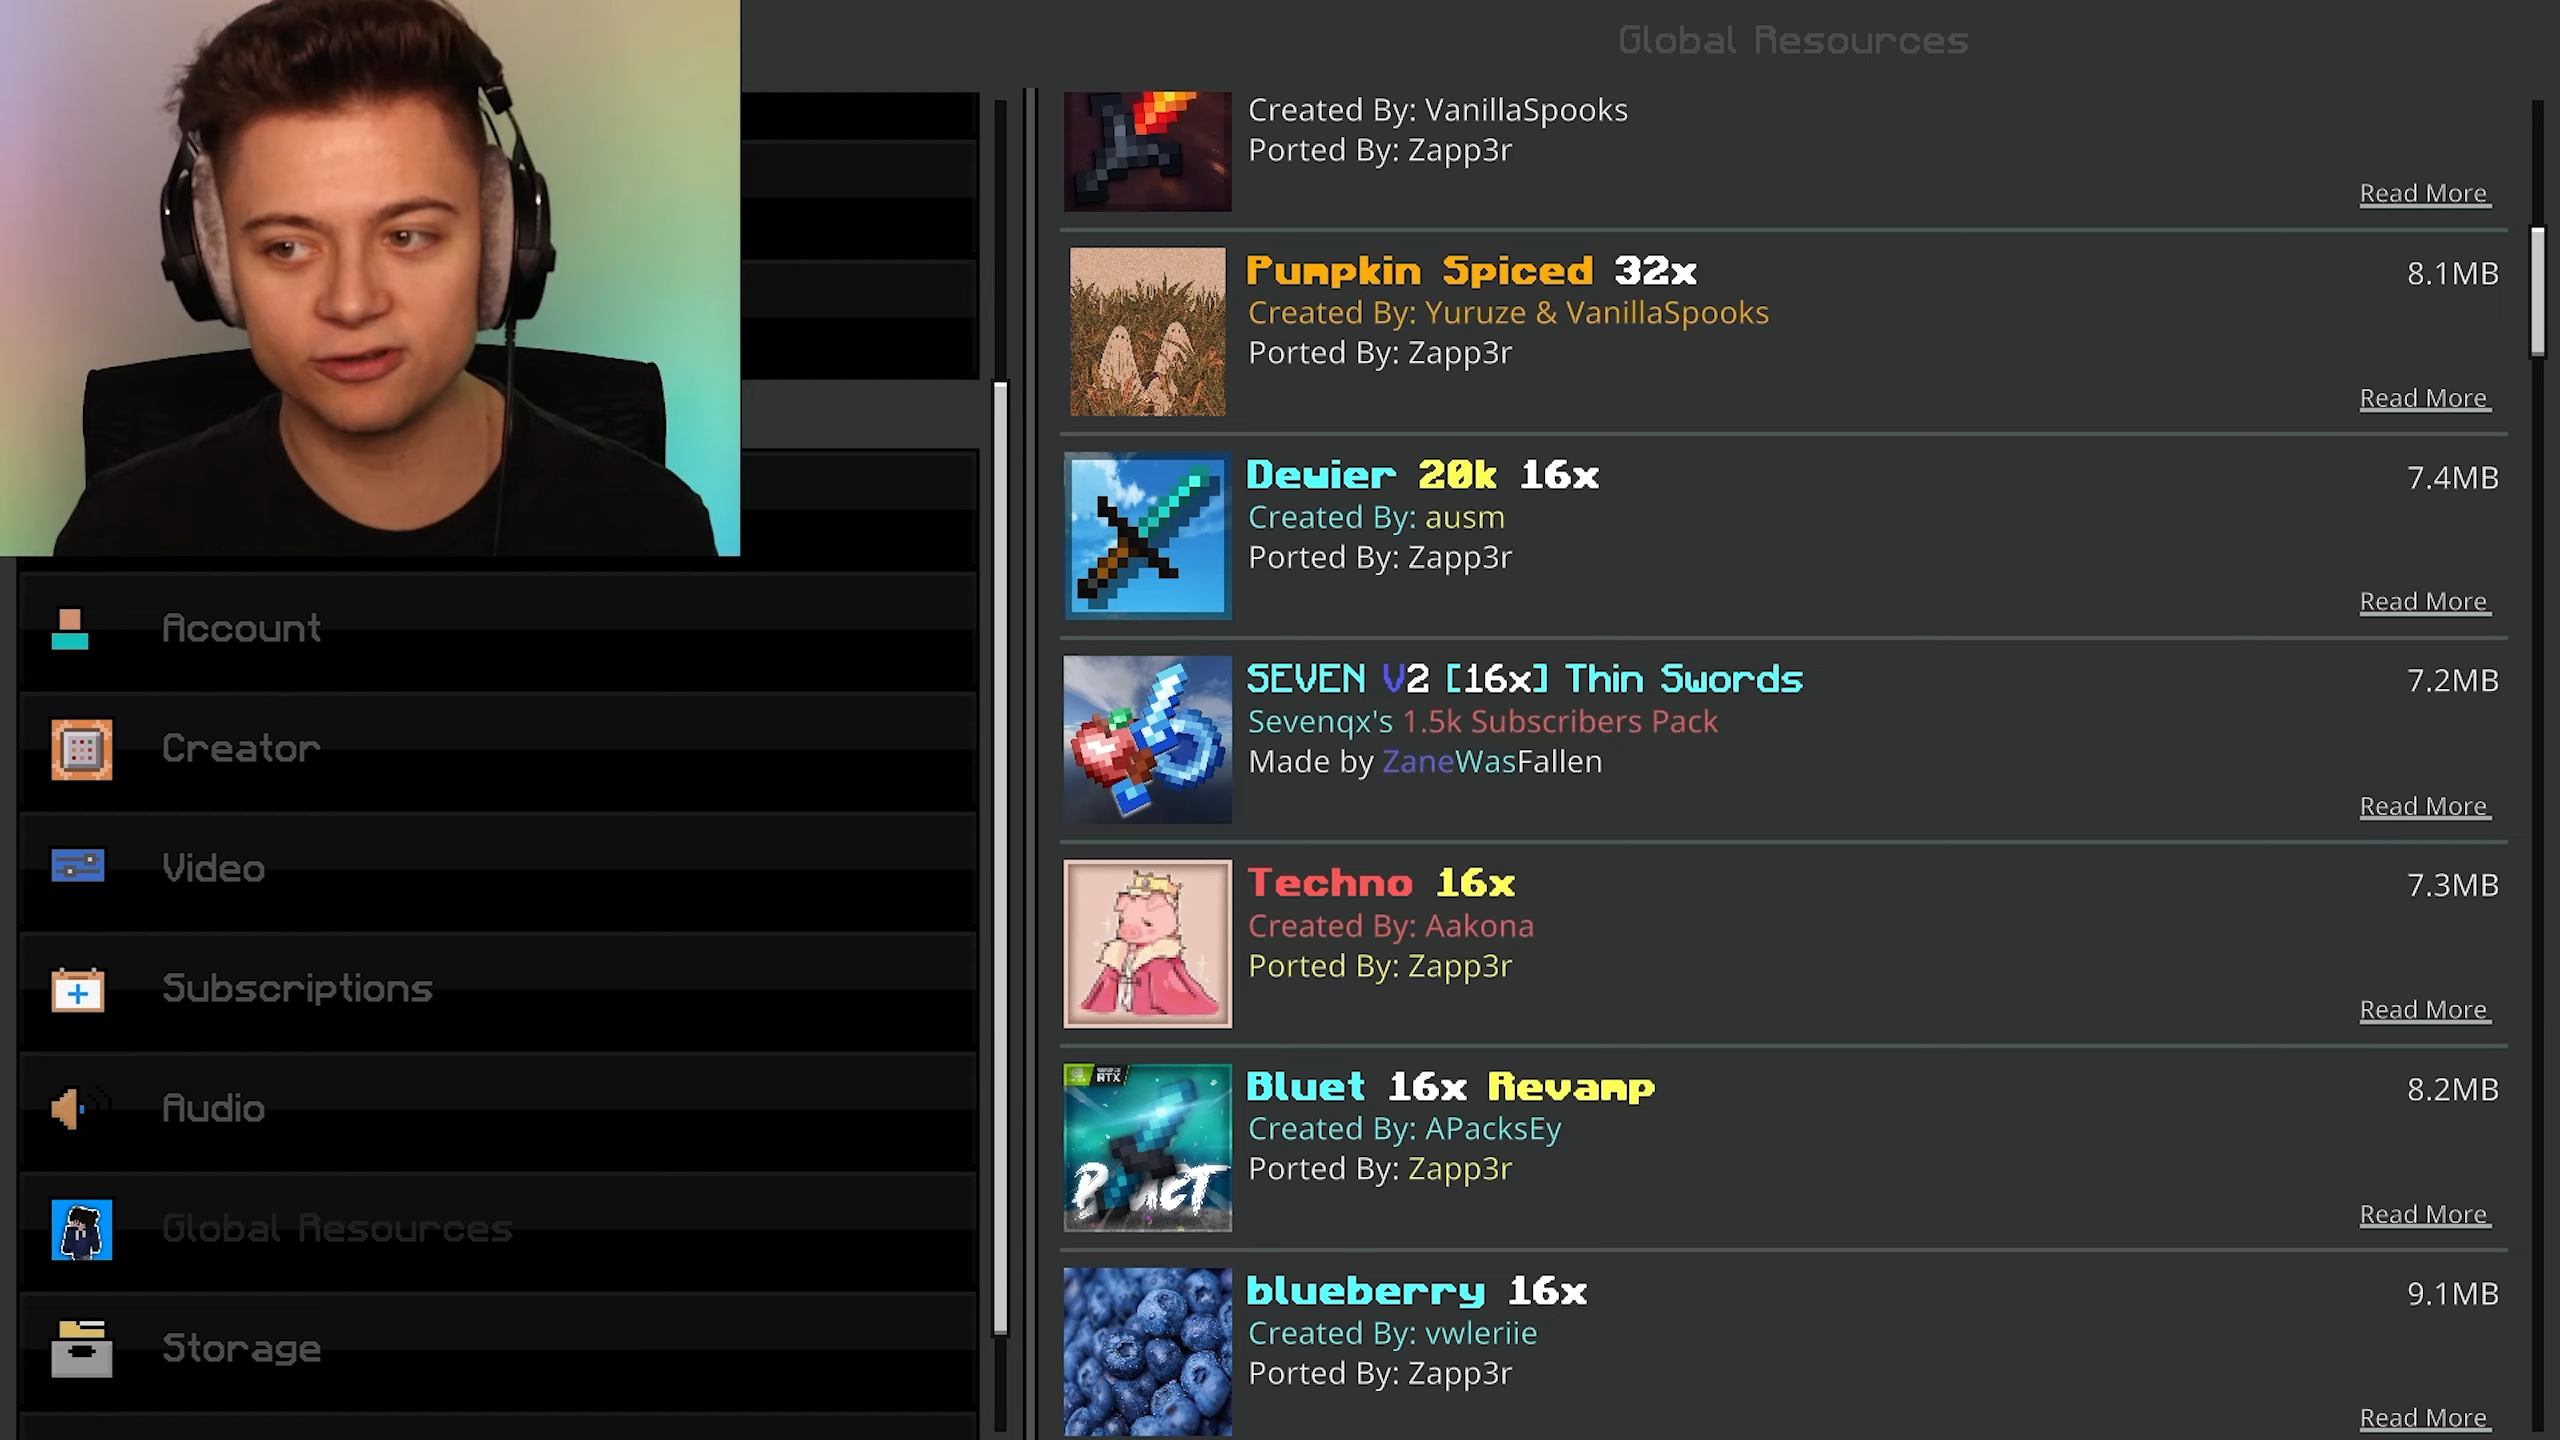 Global Resources
Created By: VanillaSpooks
Ported By: Zapp3r
Read More
Pumpkin Spiced 32x
8.1MB
Created By: Yuruze & VanillaSpooks
Ported By: Zapp3r
Read More
Dewier 20k 16x
7.4MB
Created By: ausm
Ported By: Zapp3r
Read More
SEVEN V2 [16x] Thin Swords
7.2MB
Sevenqx's 1.5k Subscribers Pack
Made by ZaneWasFallen
Read More
Techno 16x
7.3MB
Created By: Aakona
Ported By: Zapp3r
Read More
Bluet 16x Revamp
8.2MB
Created By: APacksEy
Ported By: Zapp3r
Read More
blueberry 16x
9.1MB
Created By: vwleriie
Ported By: Zapp3r
Read More
Account
Creator
Video
Subscriptions
Audio
Global Resources
Storage
RTX